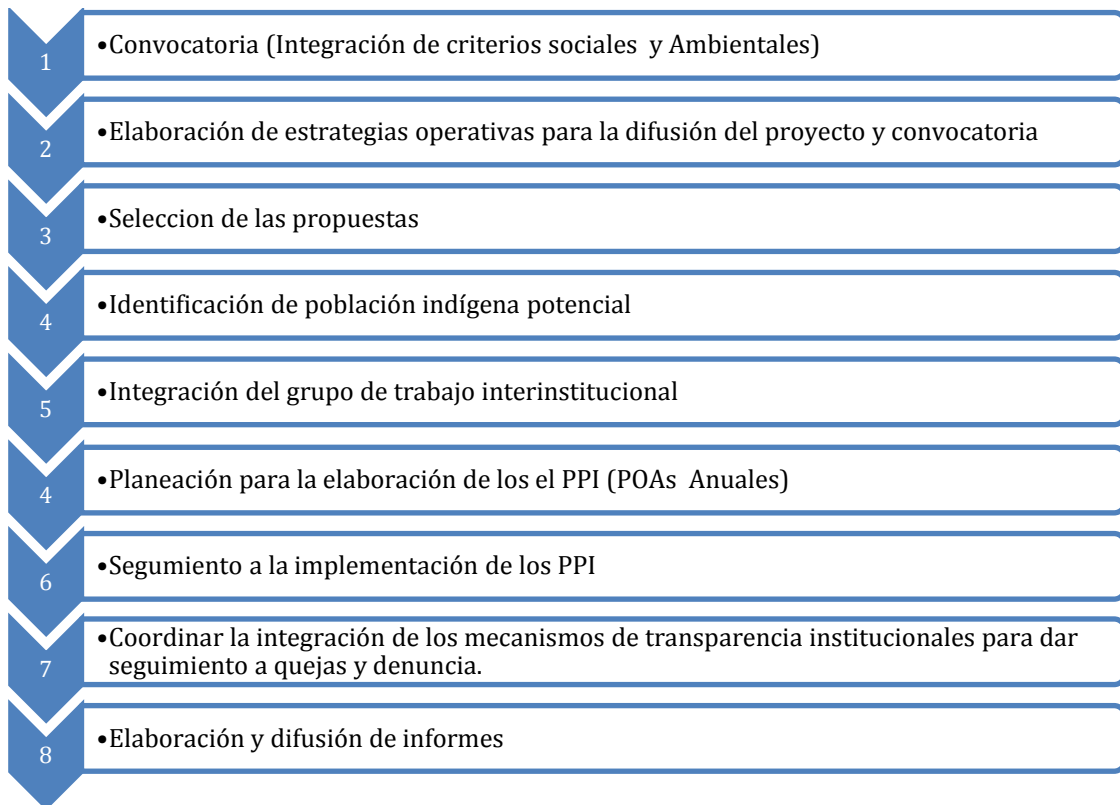 1
•Convocatoria (Integración de criterios sociales y Ambientales)
2
•Elaboración de estrategias operativas para la difusión del proyecto y convocatoria
3
•Seleccion de las propuestas
4
•Identificación de población indígena potencial
5
•Integración del grupo de trabajo interinstitucional
4
•Planeación para la elaboración de los el PPI (POAs Anuales)
6
•Segumiento a la implementación de los PPI
7
•Coordinar la integración de los mecanismos de transparencia institucionales para dar
seguimiento a quejas y denuncia.
8
•Elaboración y difusión de informes